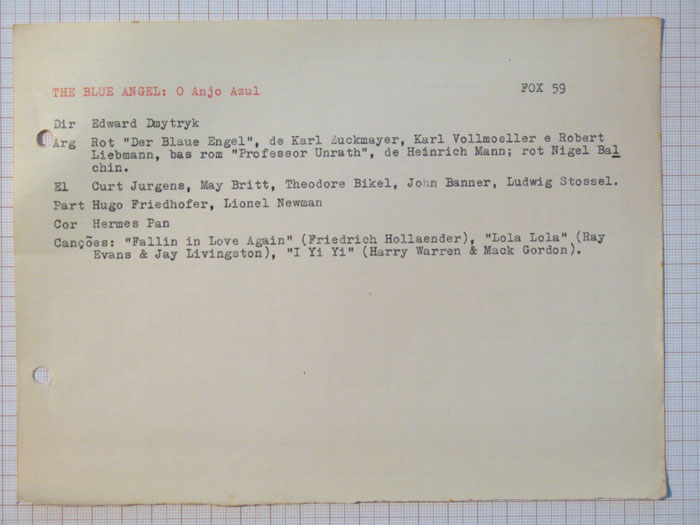 THE BLUE ANGEL: O Anjo Azul FOX 59
Dir Edward Dmytryk
Arg Rot "Der Blaue Engel", de Karl Zuckmayer, Karl Vollmoeller e Robert
Liebmann, bas rom "Professor Unrath", de Heinrich Mann; rot Nigel Bal
chin.
El Curt Jurgens, May Britt, Theodore Bikel, John Banner, Ludwig Stossel.
Part Hugo Friedhofer, Lionel Newman
Cor Hermes Pan
Canções: "Fallin in Love Again" (Friedrich Hollaender), "Lola Lola" (Ray
Evans & Jay Livingston), "I Yi Yi" (Harry Warren & Mack Gordon).